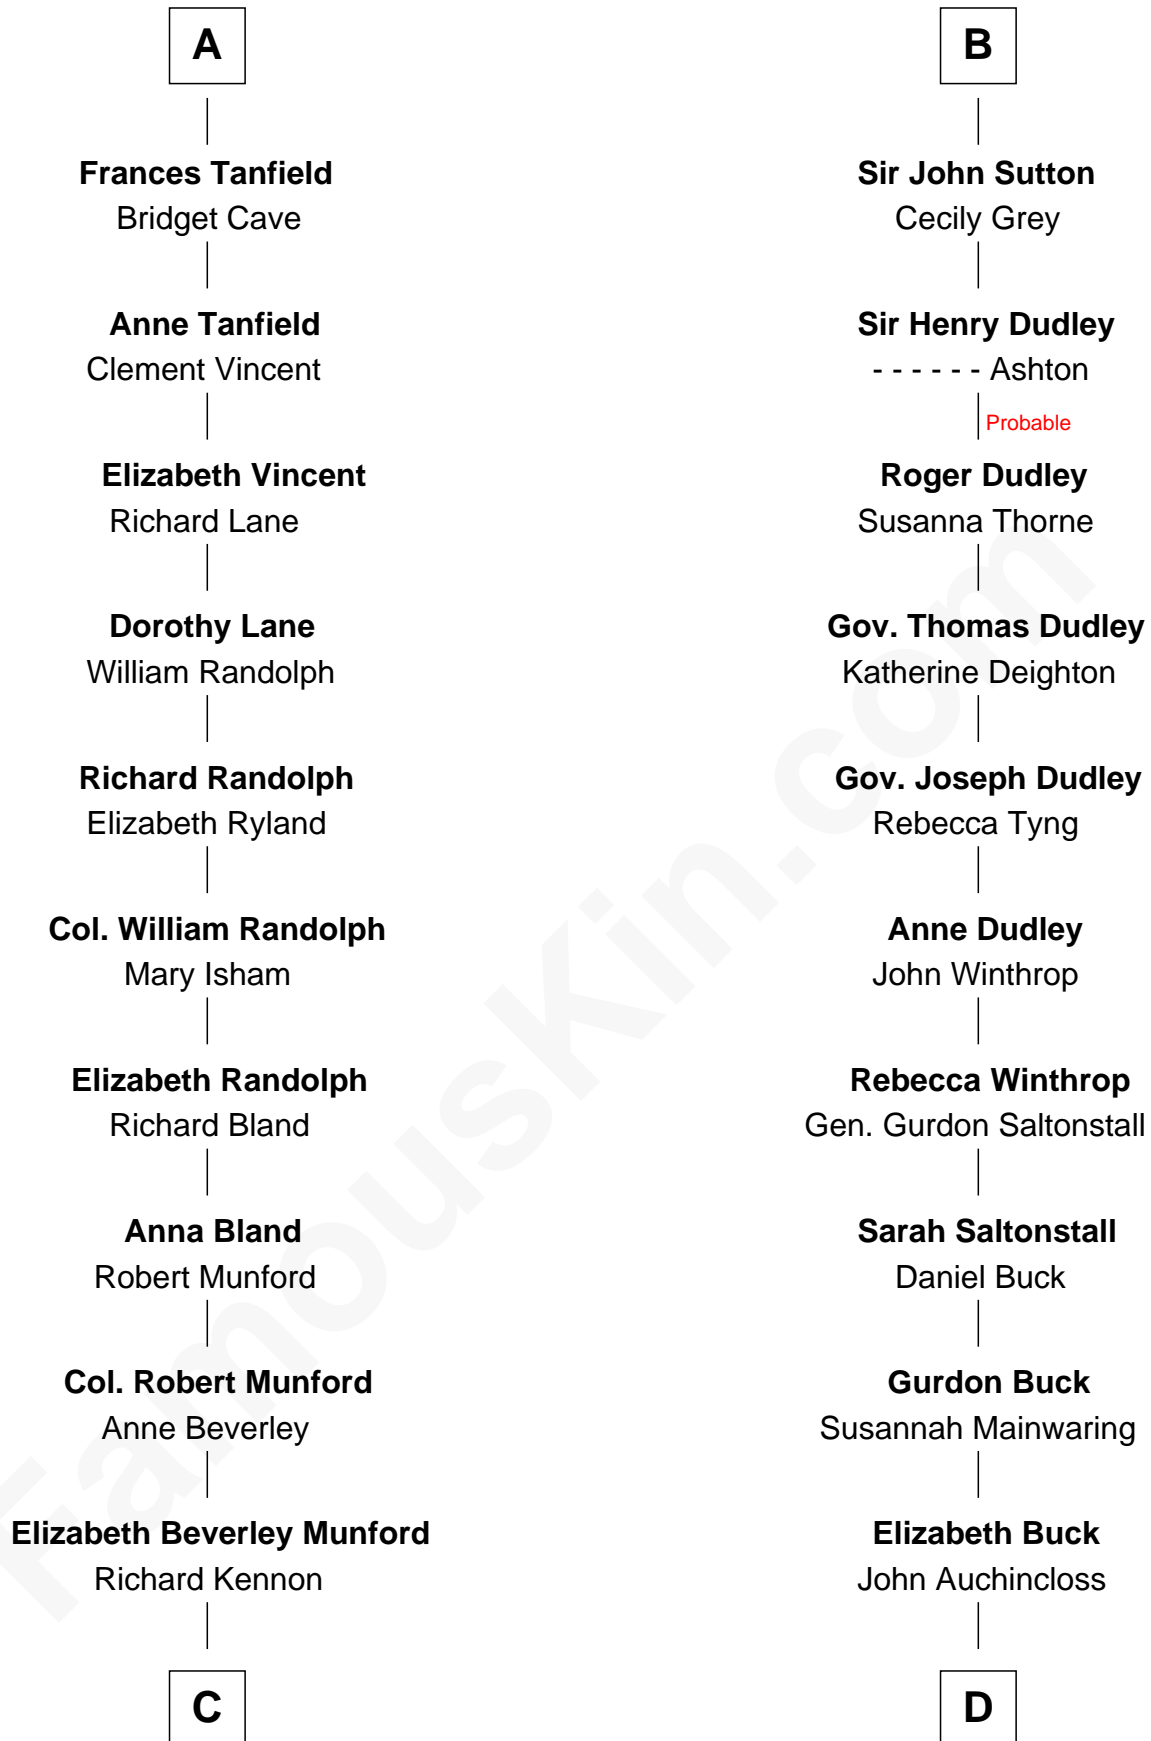 A
Frances Tanfield
Bridget Cave
Anne Tanfield
Clement Vincent
Elizabeth Vincent
Richard Lane
Dorothy Lane
William Randolph
Richard Randolph
Elizabeth Ryland
Col. William Randolph
Mary Isham
Elizabeth Randolph
Richard Bland
Anna Bland
Robert Munford
Col. Robert Munford
Anne Beverley
Elizabeth Beverley Munford
Richard Kennon
C
B
Sir John Sutton
Cecily Grey
Sir Henry Dudley
- - - - - - Ashton
Probable
Roger Dudley
Susanna Thorne
Gov. Thomas Dudley
Katherine Deighton
Gov. Joseph Dudley
Rebecca Tyng
Anne Dudley
John Winthrop
Rebecca Winthrop
Gen. Gurdon Saltonstall
Sarah Saltonstall
Daniel Buck
Gurdon Buck
Susannah Mainwaring
Elizabeth Buck
John Auchincloss
D
FamousKin.com